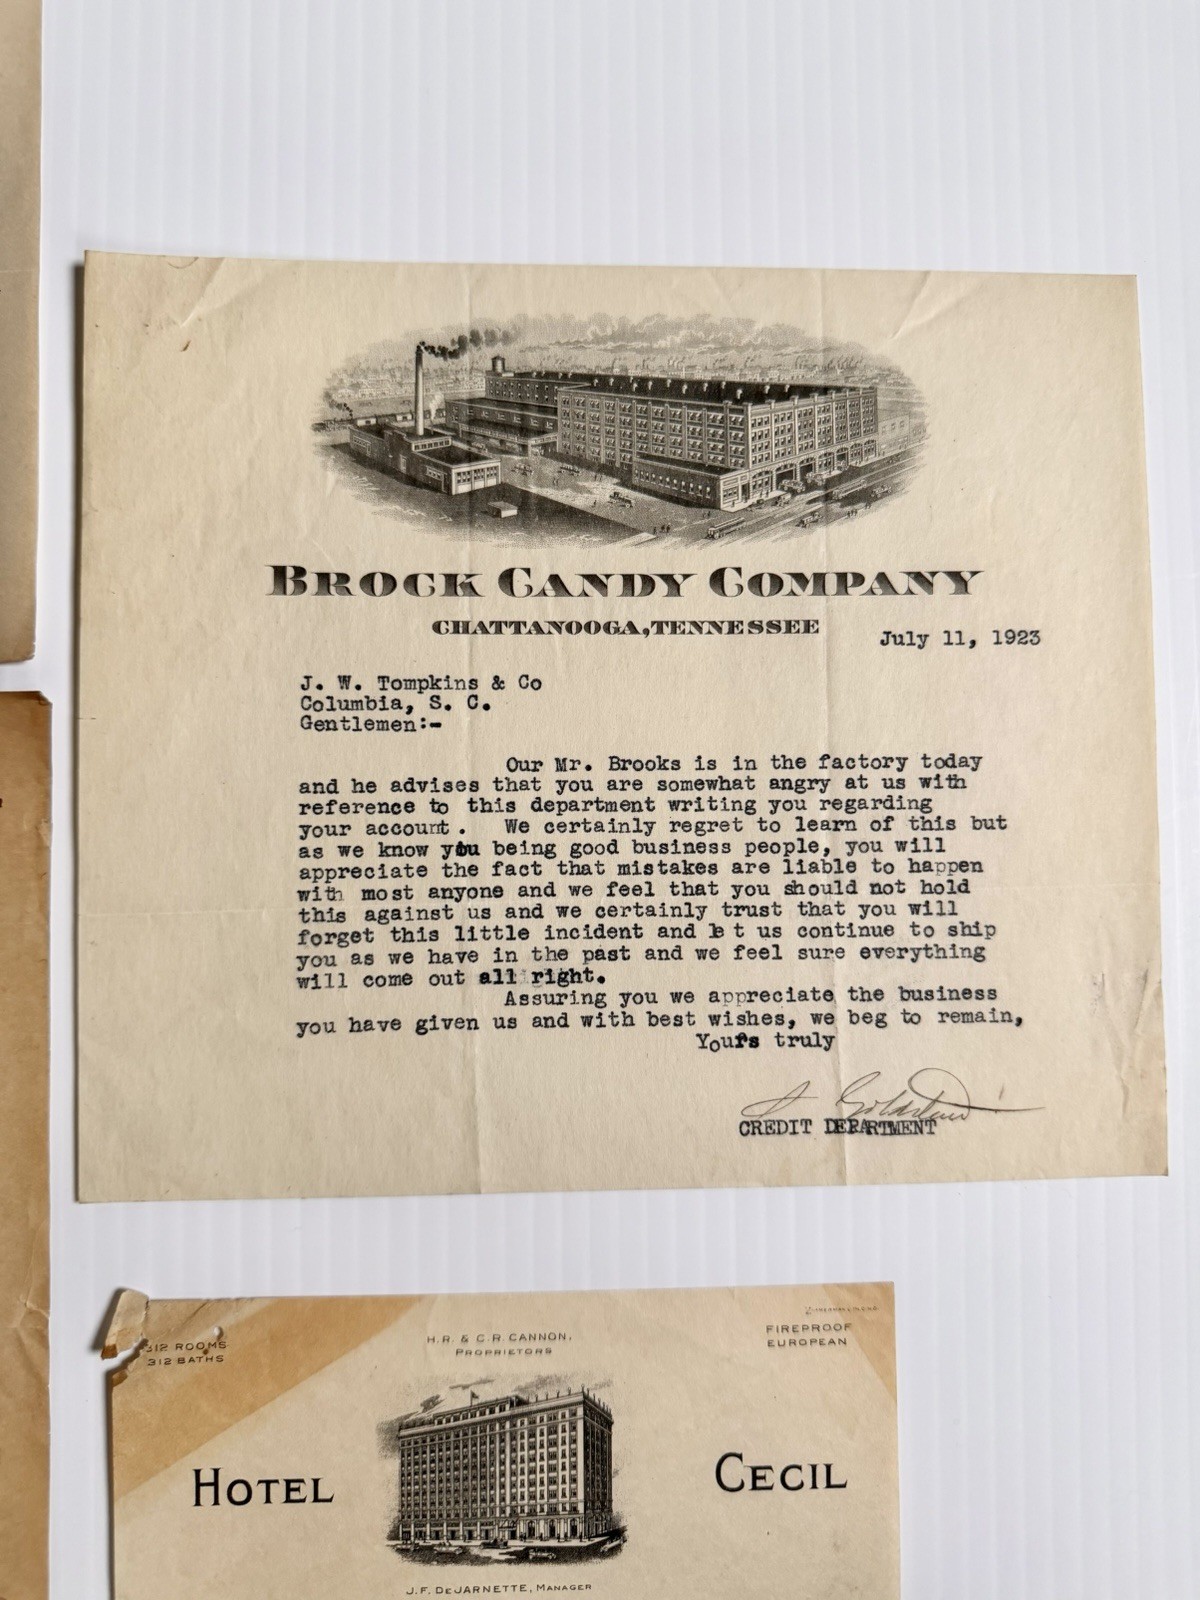 BROCK CANDY COMPANY
CHATTANOOGA, TENNESSEE
July 11, 1923
J. W. Tompkins & Co
Columbia, S. C.
Gentlemen:-
Our Mr. Brooks is in the factory today
and he advises that you are somewhat angry at us with
reference to this department writing you regarding
your account. We certainly regret to learn of this but
as we know you being good business people, you will
appreciate the fact that mistakes are liable to happen
with most anyone and we feel that you should not hold
this against us and we certainly trust that you will
forget this little incident and let us continue to ship
you as we have in the past and we feel sure everything
will come out all right.
Assuring you we appreciate the business
you have given us and with best wishes, we beg to remain,
Yours truly
CREDIT DEPARTMENT
312 ROOMS
312 BATHS
H.R. & C.R. CANNON,
PROPRIETORS
FIREPROOF
EUROPEAN
HOTEL CECIL
J.F. DEJARNETTE, MANAGER